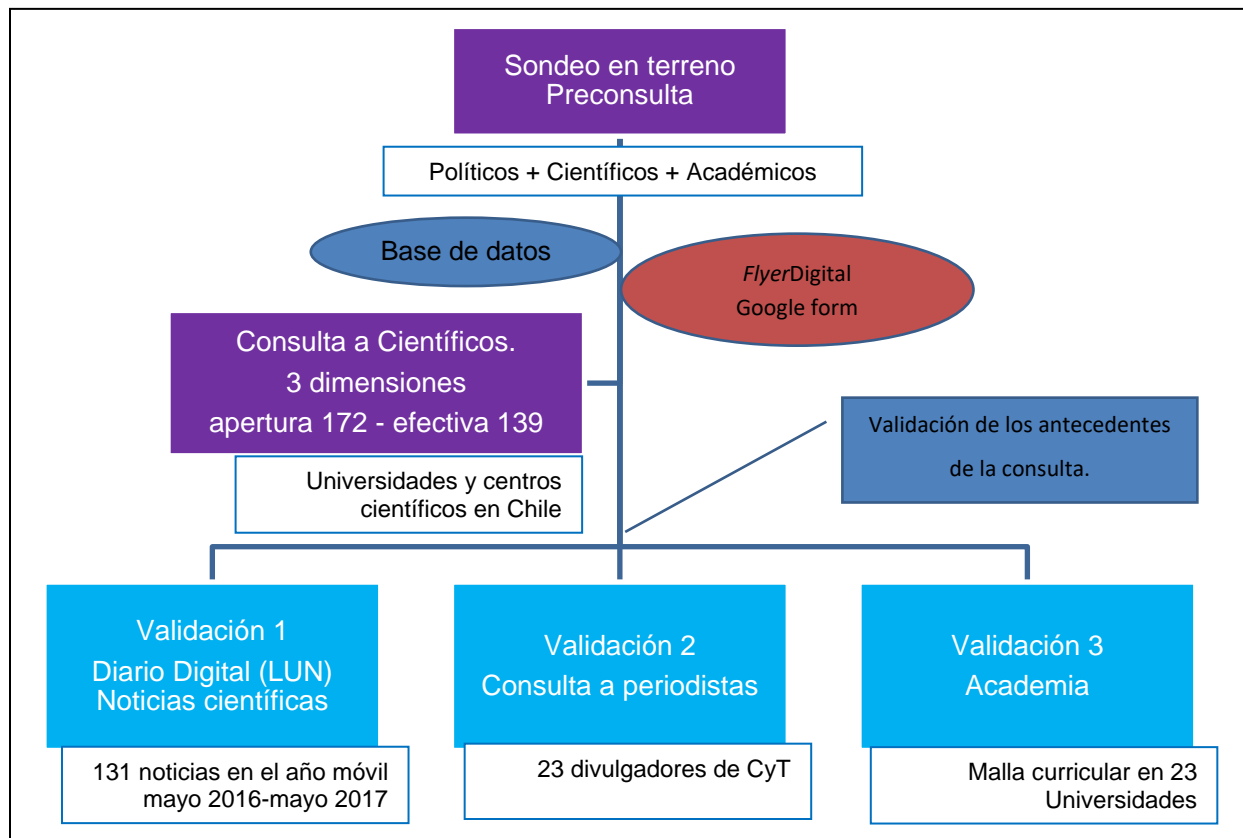 Sondeo en terreno
Preconsulta
Políticos + Científicos + Académicos
Base de datos
FlyerDigital
Google form
Consulta a Científicos.
3 dimensiones
apertura 172 - efectiva 139
Universidades y centros
científicos en Chile
Validación de los antecedentes
de la consulta.
Validación 1
Diario Digital (LUN)
Noticias científicas
131 noticias en el año móvil
mayo 2016-mayo 2017
Validación 2
Consulta a periodistas
23 divulgadores de CyT
Validación 3
Academia
Malla curricular en 23
Universidades